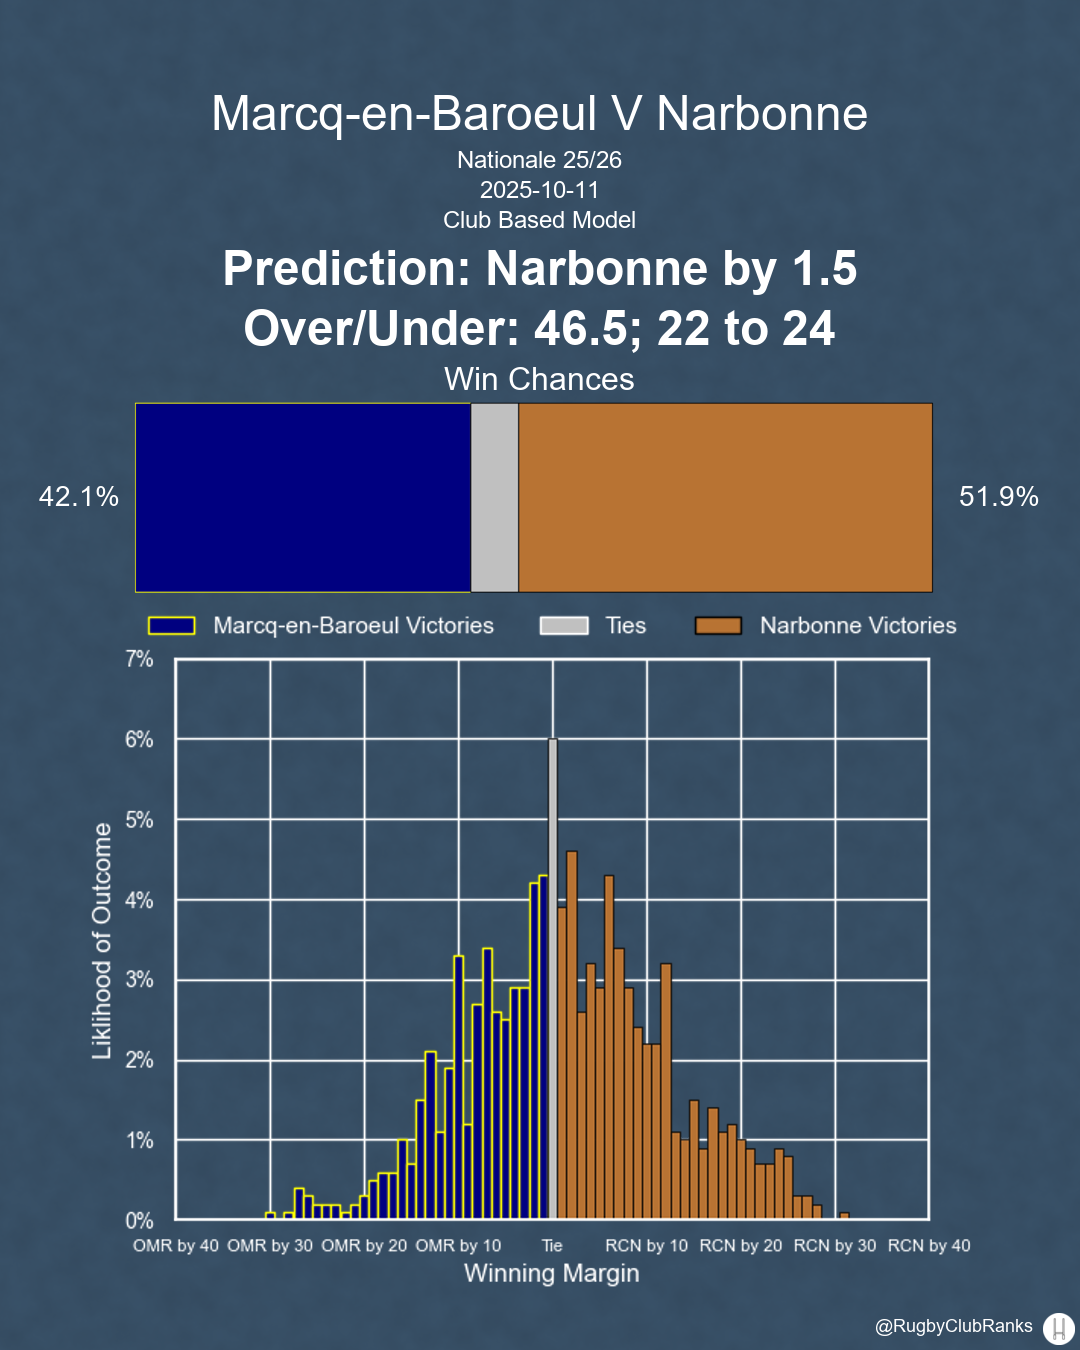 Marcq-en-Baroeul V Narbonne
Nationale 25/26
2025-10-11
Club Based Model
Prediction: Narbonne by 1.5
Over/Under: 46.5; 22 to 24
Win Chances
42.1%
51.9%
Marcq-en-Baroeul Victories
Ties
Narbonne Victories
7%
6%
5%
4%
3%
2%
1%
0%
Liklihood of Outcome
OMR by 40 OMR by 30 OMR by 20 OMR by 10 Tie RCN by 10 RCN by 20 RCN by 30 RCN by 40
Winning Margin
@RugbyClubRanks